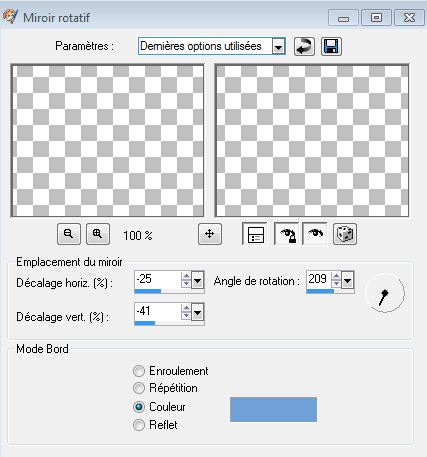 Miroir rotatif
Paramètres :
Dernières options utilisées
100 %
Emplacement du miroir
Décalage horiz. (%) :
-25
Angle de rotation :
209
Décalage vert. (%) :
-41
Mode Bord
Enroulement
Répétition
Couleur
Reflet